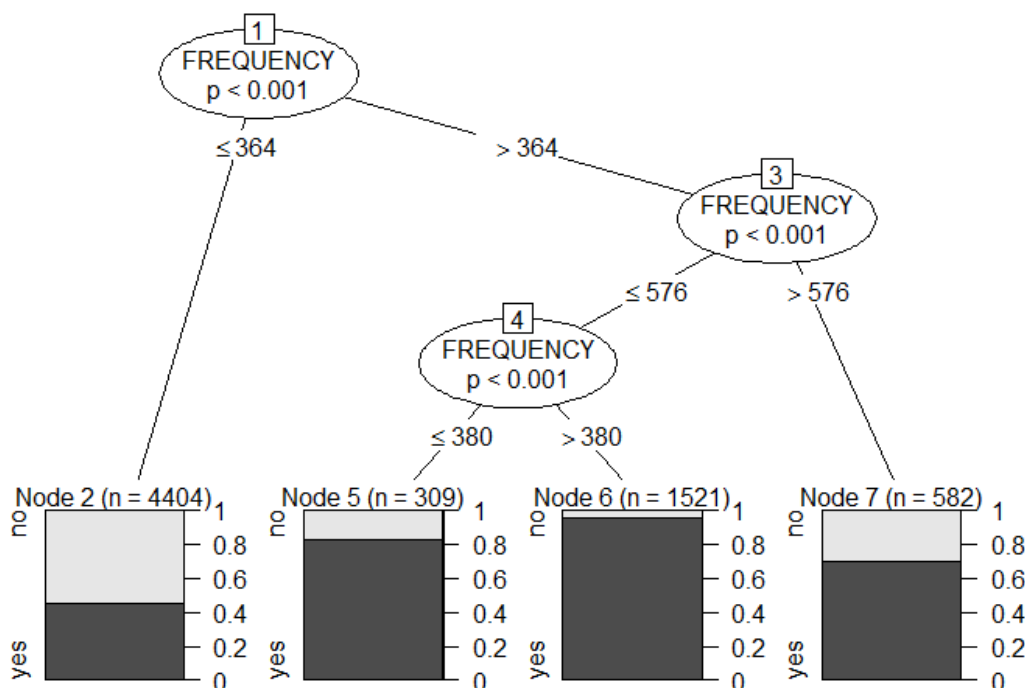 1
FREQUENCY
p < 0.001
≤ 364
> 364
3
FREQUENCY
p < 0.001
≤ 576
> 576
4
FREQUENCY
p < 0.001
≤ 380
> 380
Node 2 (n = 4404)
no
yes
1
0.8
0.6
0.4
0.2
0
Node 5 (n = 309)
no
yes
1
0.8
0.6
0.4
0.2
0
Node 6 (n = 1521)
no
yes
1
0.8
0.6
0.4
0.2
0
Node 7 (n = 582)
no
yes
1
0.8
0.6
0.4
0.2
0